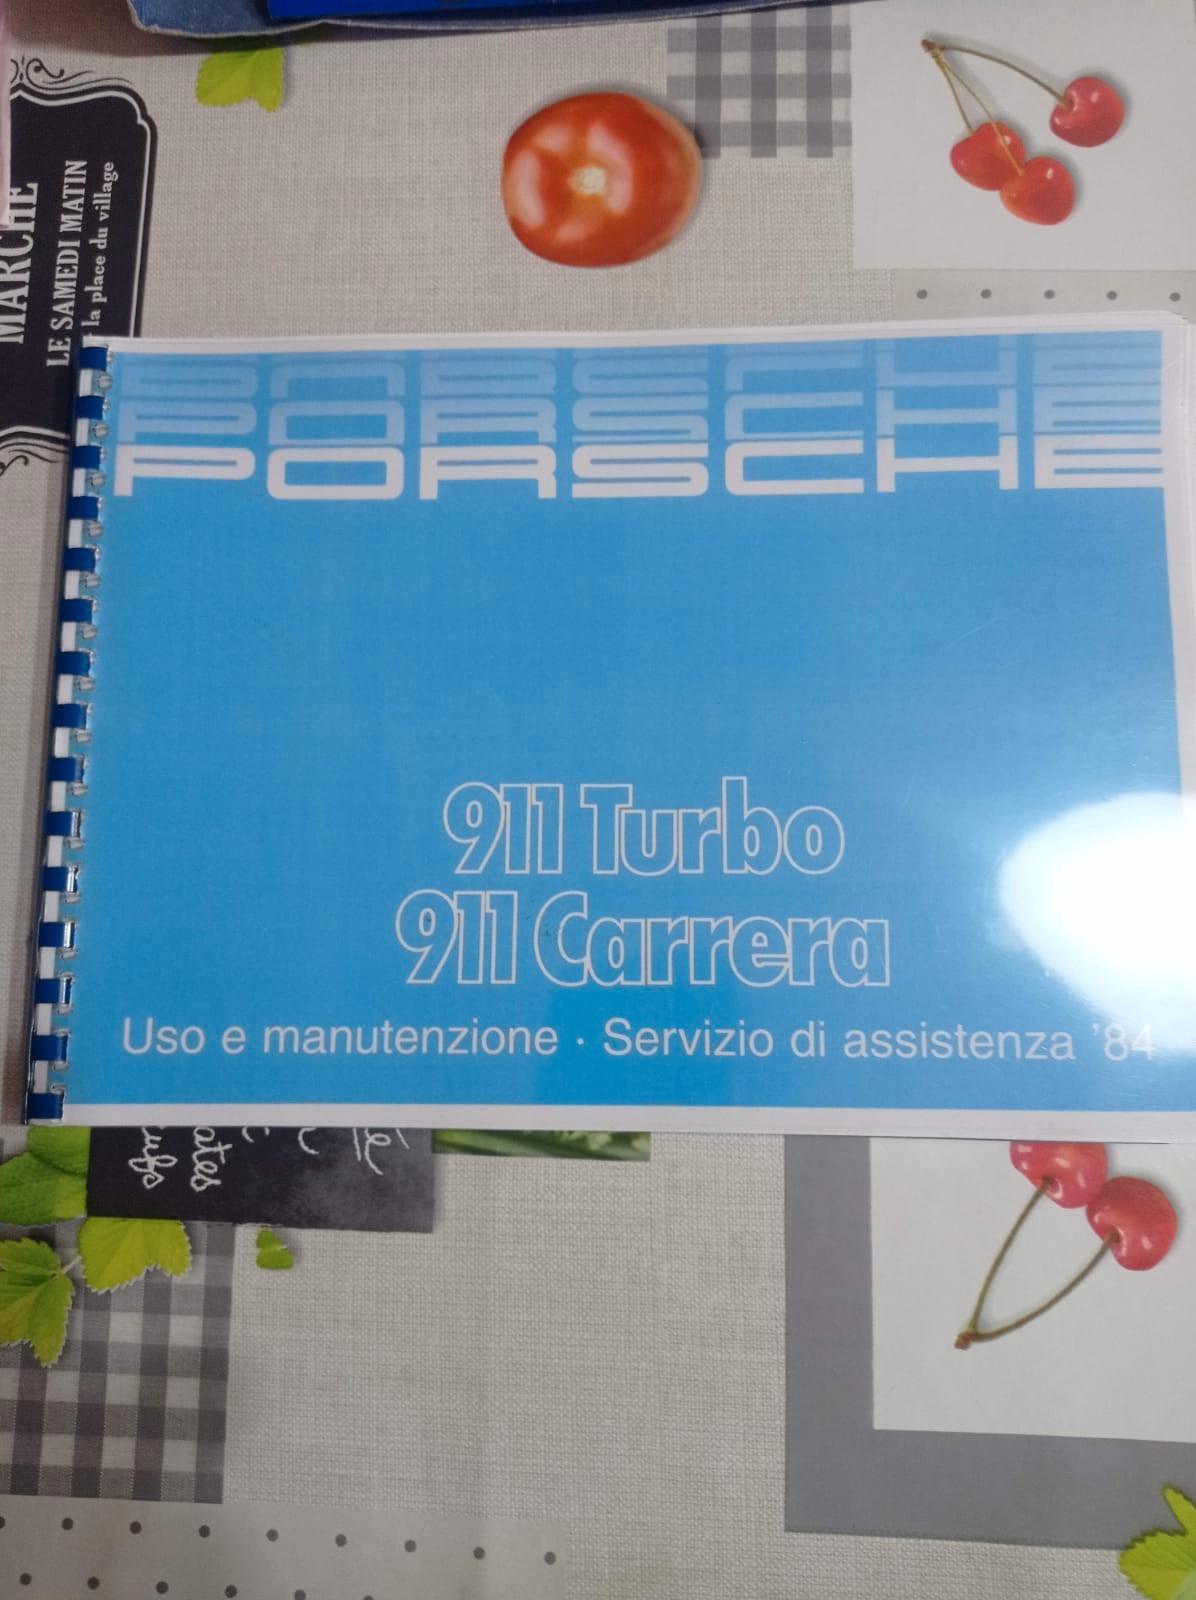 MARCHÉ
LE SAMEDI MATIN
la place du village
PORSCHE
PORSCHE
PORSCHE
911 Turbo
911 Carrera
Uso e manutenzione · Servizio di assistenza '84